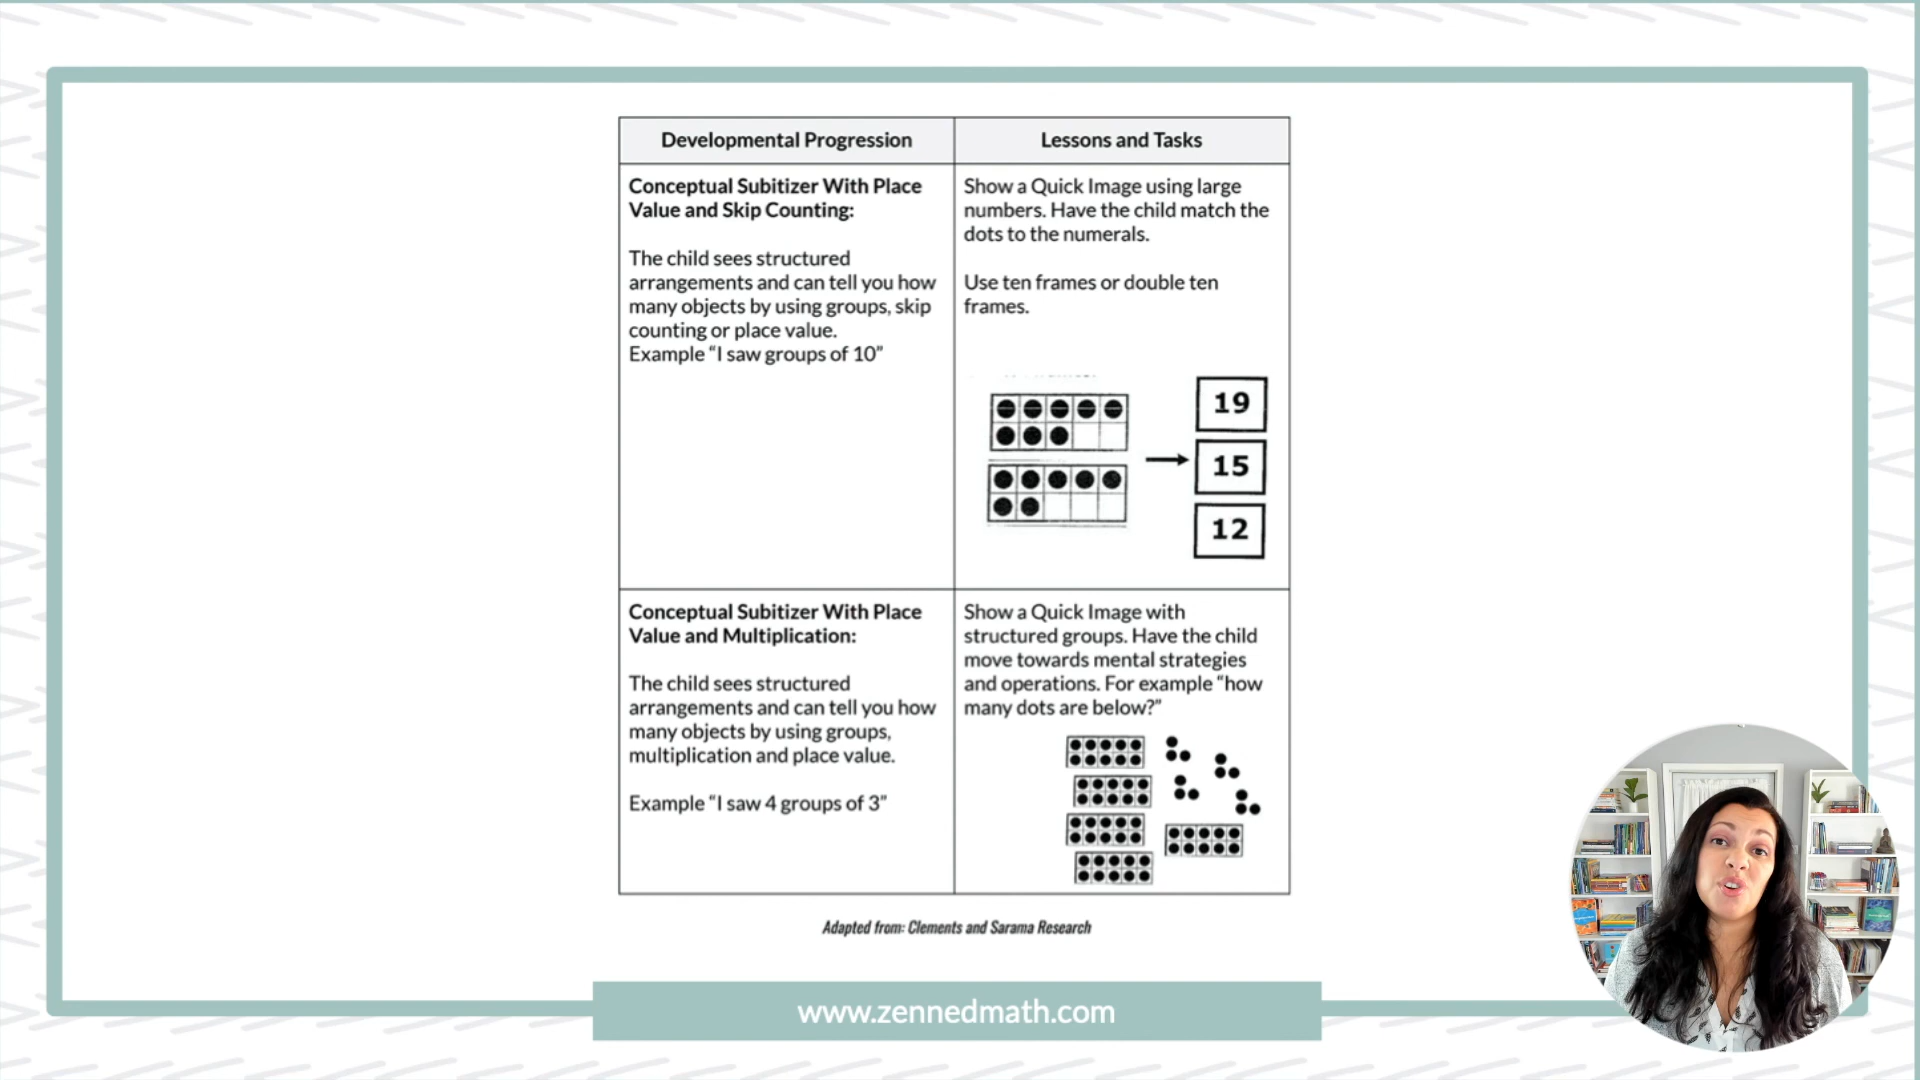 Developmental Progression
Lessons and Tasks
Conceptual Subitizer With Place
Value and Skip Counting:
The child sees structured
arrangements and can tell you how
many objects by using groups, skip
counting or place value.
Example “I saw groups of 10”
Show a Quick Image using large
numbers. Have the child match the
dots to the numerals.
Use ten frames or double ten
frames.
19
15
12
Conceptual Subitizer With Place
Value and Multiplication:
The child sees structured
arrangements and can tell you how
many objects by using groups,
multiplication and place value.
Example “I saw 4 groups of 3”
Show a Quick Image with
structured groups. Have the child
move towards mental strategies
and operations. For example “how
many dots are below?”
Adapted from: Clements and Sarama Research
www.zennedmath.com